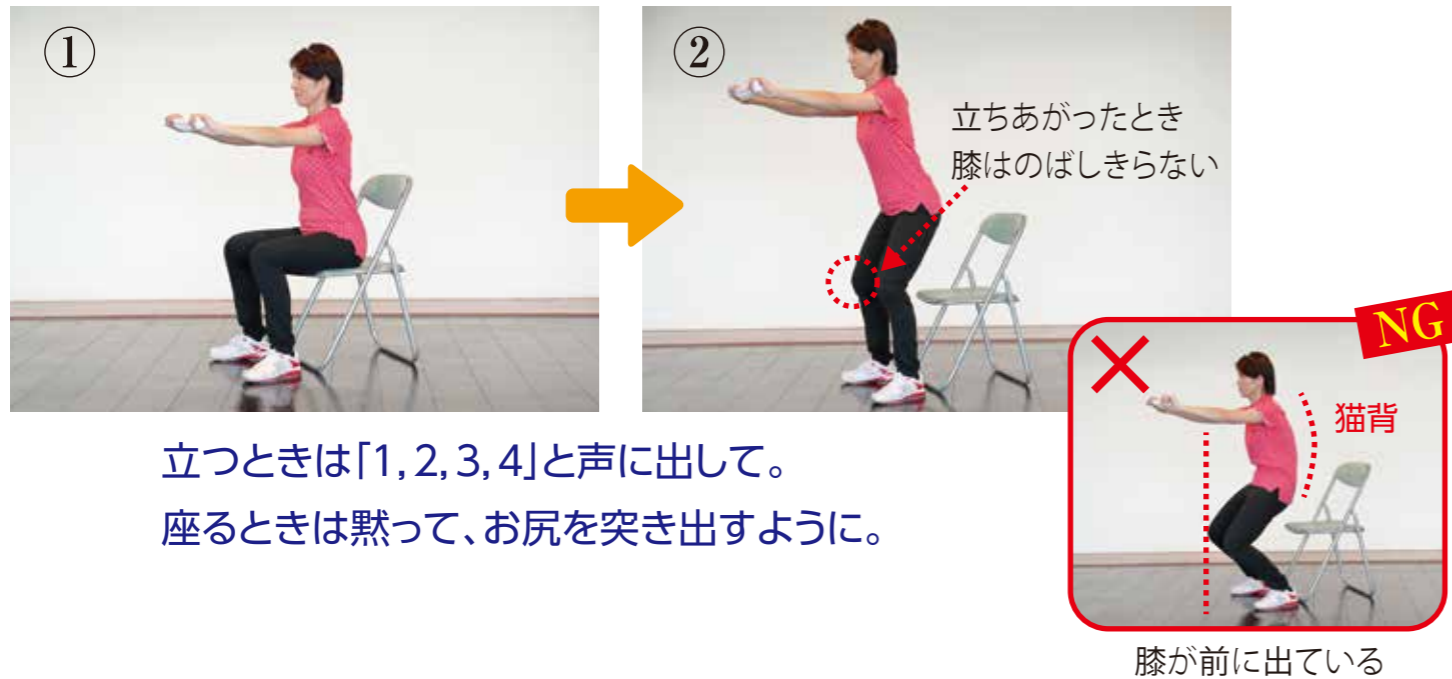 ①
②
立ちあがったとき
膝はのばしきらない
NG
猫背
立つときは「1, 2, 3, 4」と声に出して。
座るときは黙って、お尻を突き出すように。
膝が前に出ている